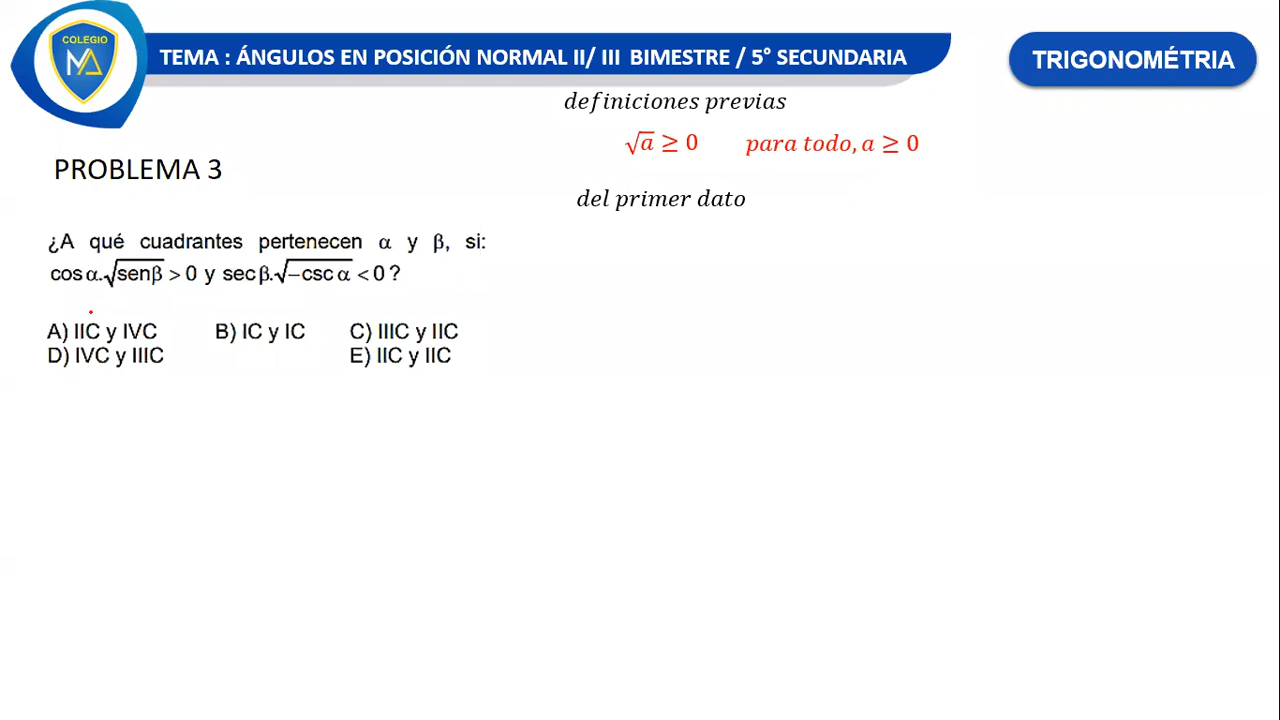 COLEGIO
MA
TEMA : ÁNGULOS EN POSICIÓN NORMAL II/ III BIMESTRE / 5° SECUNDARIA
TRIGONOMÉTRIA
definiciones previas
√a ≥ 0 para todo, a ≥ 0
PROBLEMA 3
del primer dato
¿A qué cuadrantes pertenecen α y β, si:
cos α.√senβ > 0 y sec β.√−csc α < 0 ?
A) IIC y IVC B) IC y IC C) IIIC y IIC
D) IVC y IIIC E) IIC y IIC